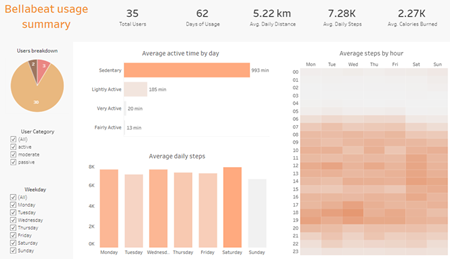 Bellabeat usage
summary
35
Total Users
62
Days of Usage
5.22 km
Avg. Daily Distance
7.28K
Avg. Daily Steps
2.27K
Avg. Calories Burned
Users breakdown
User Category
(All)
active
moderate
passive
Weekday
(All)
Monday
Tuesday
Wednesday
Thursday
Friday
Saturday
Sunday
Average active time by day
Sedentary 993 min
Lightly Active 185 min
Very Active 20 min
Fairly Active 13 min
Average daily steps
8K
6K
4K
2K
0K
Monday Tuesday Wednesd.. Thursday Friday Saturday Sunday
Average steps by hour
Mon Tue Wed Thu Fri Sat Sun
00
01
02
03
04
05
06
07
08
09
10
11
12
13
14
15
16
17
18
19
20
21
22
23